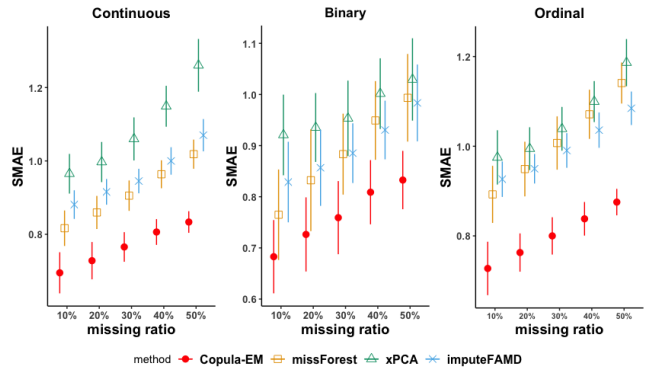 Continuous
Binary
Ordinal
SMAE
1.2
1.0
0.8
10% 20% 30% 40% 50%
missing ratio
SMAE
1.1
1.0
0.9
0.8
0.7
0.6
10% 20% 30% 40% 50%
missing ratio
SMAE
1.2
1.0
0.8
10% 20% 30% 40% 50%
missing ratio
method Copula-EM missForest xPCA imputeFAMD